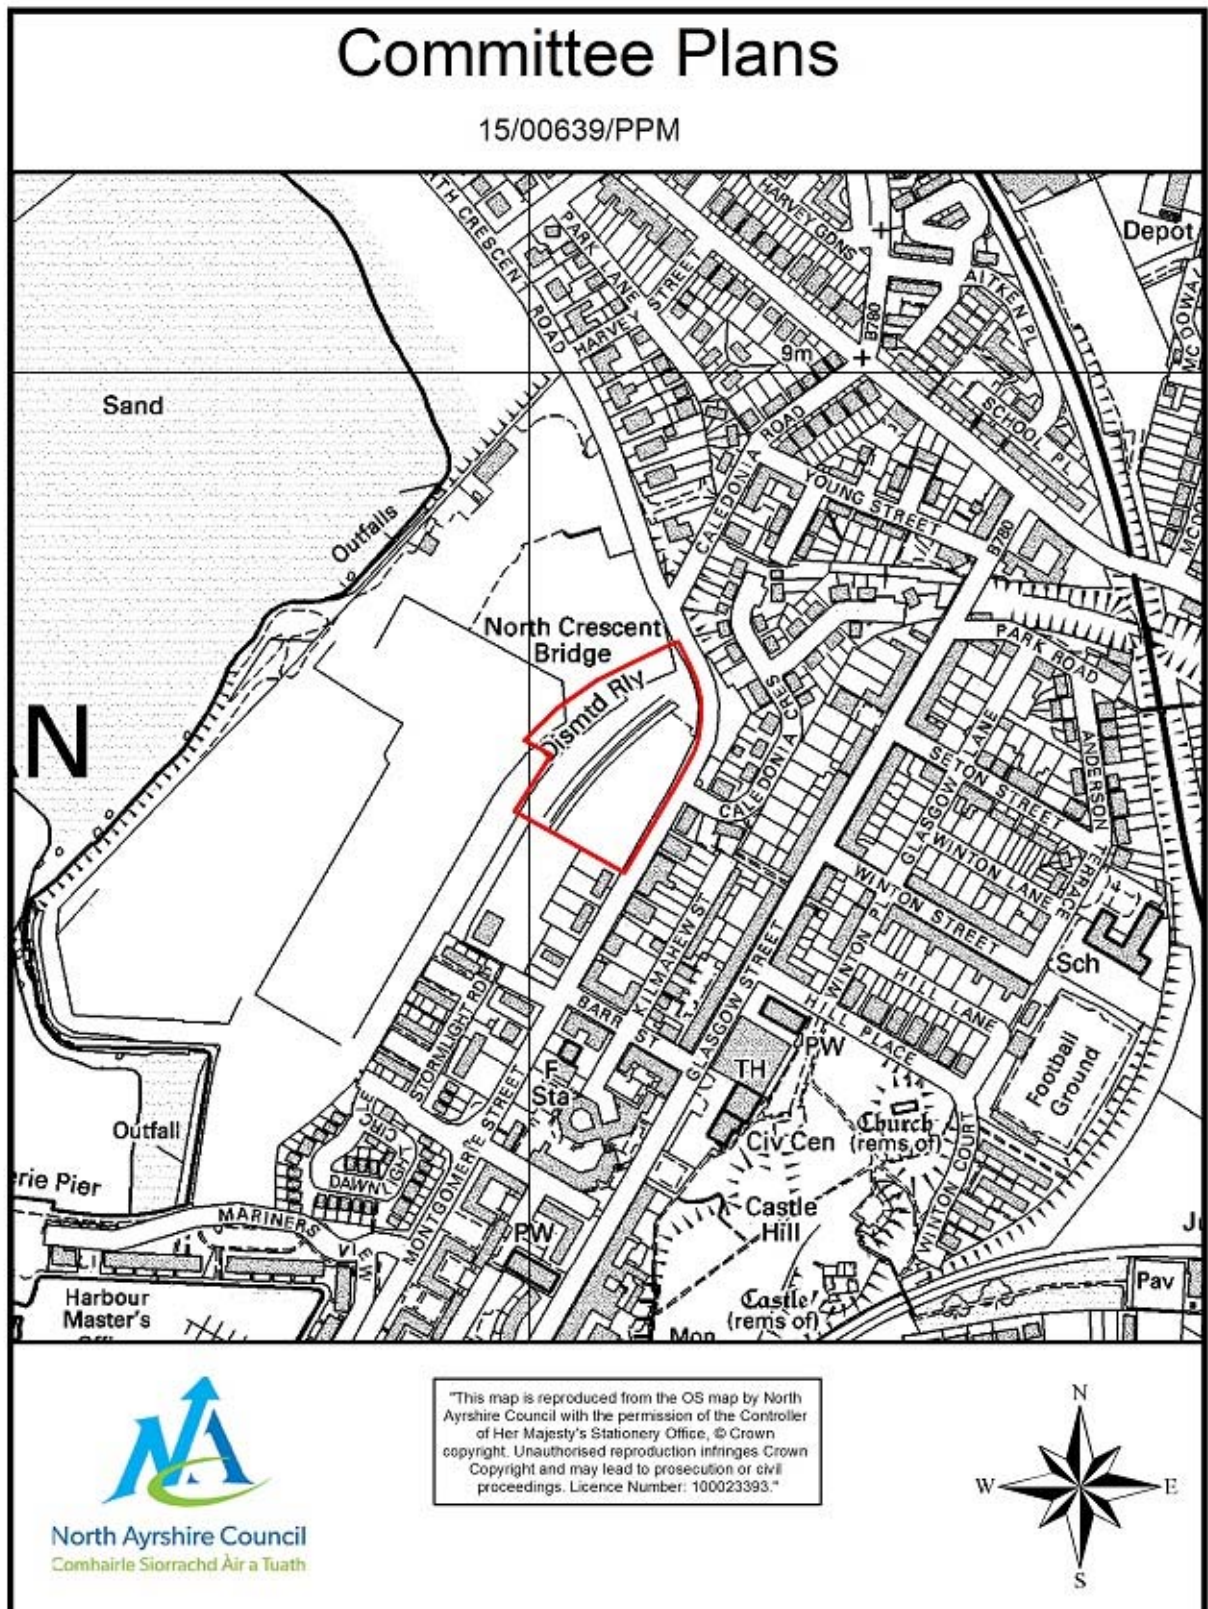 Committee Plans
15/00639/PPM
CRESCENT ROAD
PARK LANE
HARVEY STREET
HARVEY GDNS
B780
AITKEN PL
Depot
9m
Sand
CALEDONIA ROAD
SCHOOL PL
YOUNG STREET
B780
Outfalls
North Crescent
Bridge
PARK ROAD
Dismtd Rly
CALEDONIA CRES
CALEDONIA
N
SETON STREET
GLASGOW LANE
ANDERSON TERRACE
WINTON LANE
WINTON STREET
WINTON PL
KILMAHEW ST
GLASGOW STREET
Sch
HILL LANE
HILL PLACE
BARR ST
STORMLIGHT RD
PW
TH
F
Sta
Football
Ground
Outfall
Church
(rems of)
Civ Cen
WINTON COURT
DAWNLIGHT CIRCLE
MONTGOMERIE STREET
erie Pier
MARINERS VIEW
Castle
Hill
PW
Pav
Harbour
Master's
Castle
(rems of)
Mon
North Ayrshire Council
Comhairle Siorrachd Àir a Tuath
"This map is reproduced from the OS map by North
Ayrshire Council with the permission of the Controller
of Her Majesty's Stationery Office, © Crown
copyright. Unauthorised reproduction infringes Crown
Copyright and may lead to prosecution or civil
proceedings. Licence Number: 100023393."
N
W
E
S